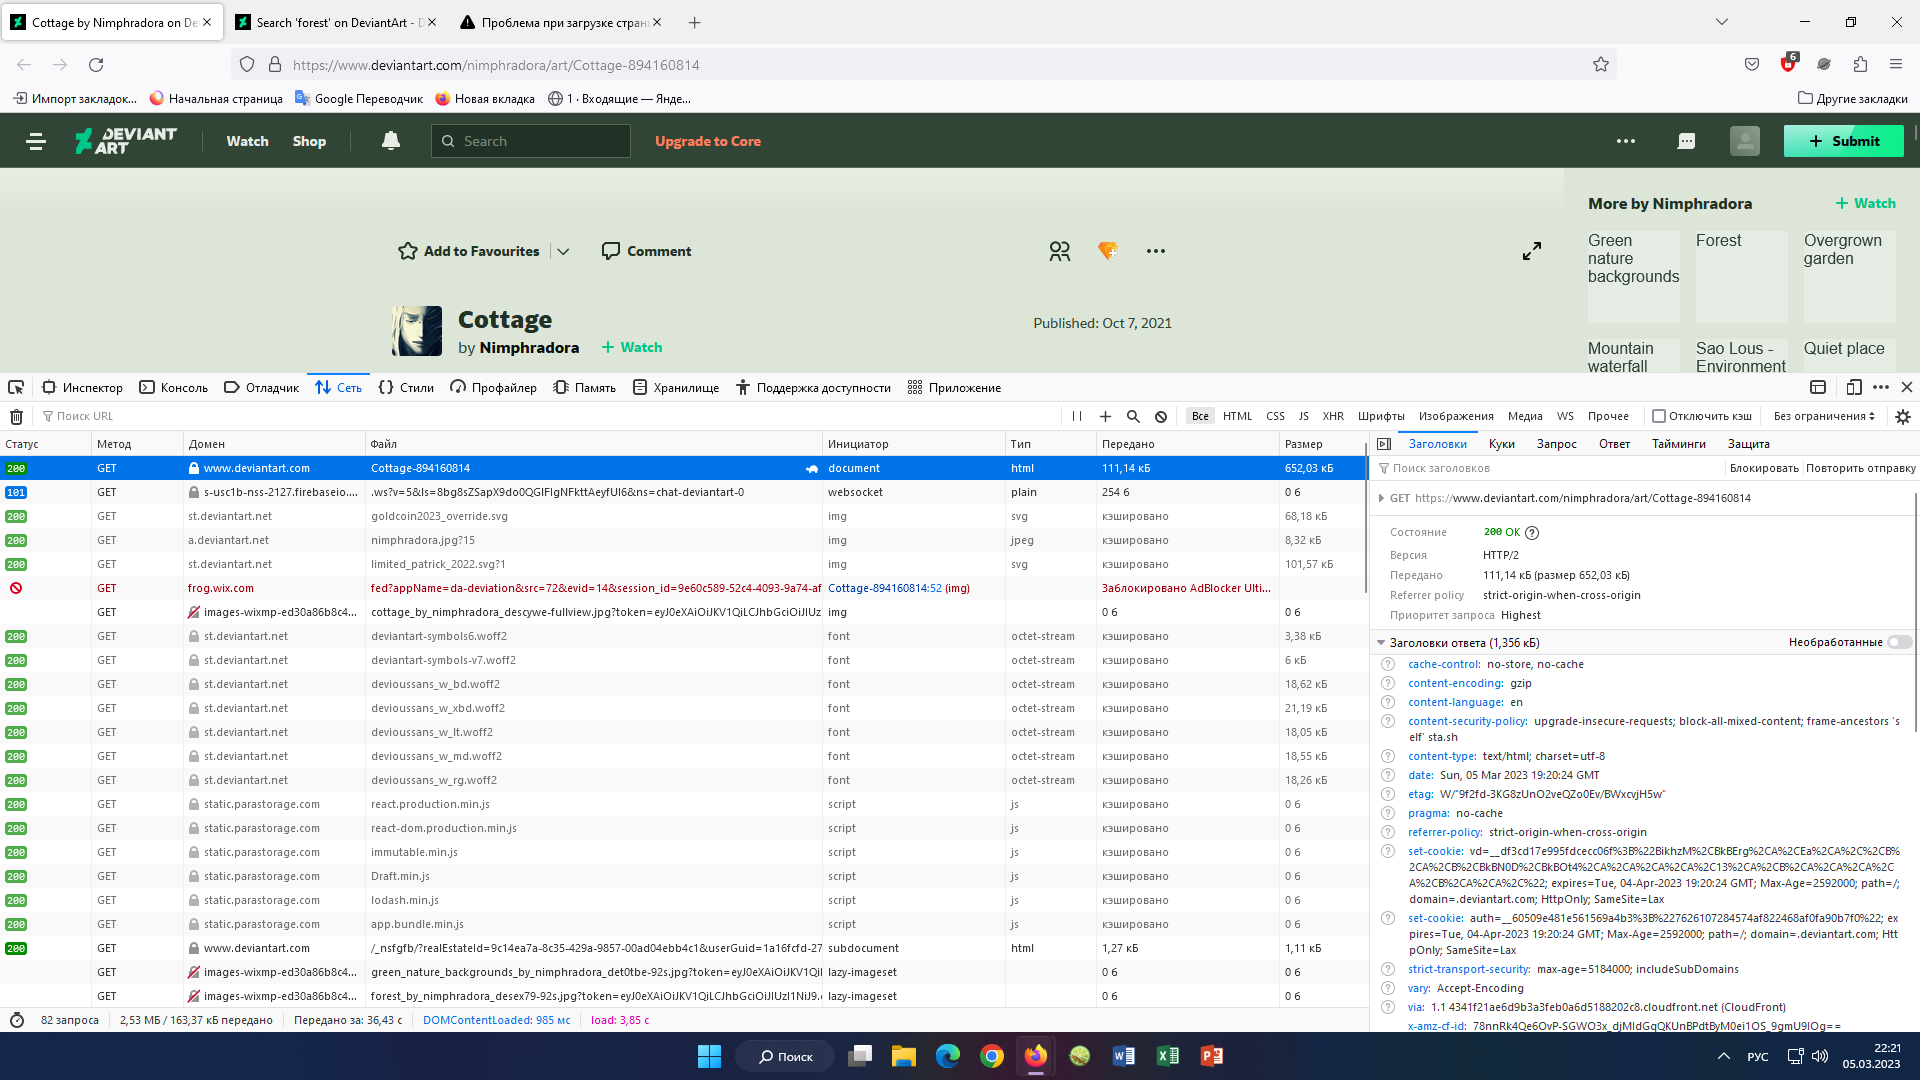 Cottage by Nimphradora on De
Search 'forest' on DeviantArt - D
Проблема при загрузке стран
https://www.deviantart.com/nimphradora/art/Cottage-894160814
6
Импорт закладок...
Начальная страница
Google Переводчик
Новая вкладка
1 · Входящие — Янде...
Другие закладки
DEVIANT ART
Watch
Shop
Search
Upgrade to Core
Submit
More by Nimphradora
Watch
Add to Favourites
Comment
Green nature backgrounds
Forest
Overgrown garden
Cottage
by Nimphradora
Watch
Published: Oct 7, 2021
Mountain waterfall
Sao Lous - Environment
Quiet place
Инспектор
Консоль
Отладчик
Сеть
Стили
Профайлер
Память
Хранилище
Поддержка доступности
Приложение
Поиск URL
Все HTML CSS JS XHR Шрифты Изображения Медиа WS Прочее
Отключить кэш
Без ограничения
Статус Метод Домен Файл Инициатор Тип Передано Размер
200 GET www.deviantart.com Cottage-894160814 document html 111,14 кБ 652,03 кБ
101 GET s-usc1b-nss-2127.firebaseio.... .ws?v=5&ls=8bg8sZSapX9do0QGIFIgNFkttAeyfUI6&ns=chat-deviantart-0 websocket plain 254 б 0 б
200 GET st.deviantart.net goldcoin2023_override.svg img svg кэшировано 68,18 кБ
200 GET a.deviantart.net nimphradora.jpg?15 img jpeg кэшировано 8,32 кБ
200 GET st.deviantart.net limited_patrick_2022.svg?1 img svg кэшировано 101,57 кБ
GET frog.wix.com fed?appName=da-deviation&src=72&evid=14&session_id=9e60c589-52c4-4093-9a74-af Cottage-894160814:52 (img) Заблокировано AdBlocker Ulti...
GET images-wixmp-ed30a86b8c4... cottage_by_nimphradora_descywe-fullview.jpg?token=eyJ0eXAiOiJKV1QiLCJhbGciOiJIUz img 0 б 0 б
200 GET st.deviantart.net deviantart-symbols6.woff2 font octet-stream кэшировано 3,38 кБ
200 GET st.deviantart.net deviantart-symbols-v7.woff2 font octet-stream кэшировано 6 кБ
200 GET st.deviantart.net devioussans_w_bd.woff2 font octet-stream кэшировано 18,62 кБ
200 GET st.deviantart.net devioussans_w_xbd.woff2 font octet-stream кэшировано 21,19 кБ
200 GET st.deviantart.net devioussans_w_lt.woff2 font octet-stream кэшировано 18,05 кБ
200 GET st.deviantart.net devioussans_w_md.woff2 font octet-stream кэшировано 18,55 кБ
200 GET st.deviantart.net devioussans_w_rg.woff2 font octet-stream кэшировано 18,26 кБ
200 GET static.parastorage.com react.production.min.js script js кэшировано 0 б
200 GET static.parastorage.com react-dom.production.min.js script js кэшировано 0 б
200 GET static.parastorage.com immutable.min.js script js кэшировано 0 б
200 GET static.parastorage.com Draft.min.js script js кэшировано 0 б
200 GET static.parastorage.com lodash.min.js script js кэшировано 0 б
200 GET static.parastorage.com app.bundle.min.js script js кэшировано 0 б
200 GET www.deviantart.com /_nsfgfb/?realEstateId=9c14ea7a-8c35-429a-9857-00ad04ebb4c1&userGuid=1a16fcfd-27 subdocument html 1,27 кБ 1,11 кБ
GET images-wixmp-ed30a86b8c4... green_nature_backgrounds_by_nimphradora_det0tbe-92s.jpg?token=eyJ0eXAiOiJKV1QiL lazy-imageset 0 б 0 б
GET images-wixmp-ed30a86b8c4... forest_by_nimphradora_desex79-92s.jpg?token=eyJ0eXAiOiJKV1QiLCJhbGciOiJIUzI1NiJ9.e lazy-imageset 0 б 0 б
82 запроса
2,53 МБ / 163,37 кБ передано
Передано за: 36,43 с
DOMContentLoaded: 985 мс
load: 3,85 с
Заголовки Куки Запрос Ответ Тайминги Защита
Поиск заголовков
Блокировать
Повторить отправку
GET https://www.deviantart.com/nimphradora/art/Cottage-894160814
Состояние 200 OK
Версия HTTP/2
Передано 111,14 кБ (размер 652,03 кБ)
Referrer policy strict-origin-when-cross-origin
Приоритет запроса Highest
Заголовки ответа (1,356 кБ)
Необработанные
cache-control: no-store, no-cache
content-encoding: gzip
content-language: en
content-security-policy: upgrade-insecure-requests; block-all-mixed-content; frame-ancestors 's
elf' sta.sh
content-type: text/html; charset=utf-8
date: Sun, 05 Mar 2023 19:20:24 GMT
etag: W/"9f2fd-3KG8zUnO2veQZo0Ev/BWxcvjH5w"
pragma: no-cache
referrer-policy: strict-origin-when-cross-origin
set-cookie: vd=__df3cd17e995fdcecc06f%3B%22BikhzM%2CBkBErg%2CA%2CEa%2CA%2C%2CB%
2CA%2CB%2CBkBN0D%2CBkBOt4%2CA%2CA%2CA%2CA%2C13%2CA%2CB%2CA%2CA%2CA%2C
A%2CB%2CA%2CA%2C%22; expires=Tue, 04-Apr-2023 19:20:24 GMT; Max-Age=2592000; path=/;
domain=.deviantart.com; HttpOnly; SameSite=Lax
set-cookie: auth=__60509e481e561569a4b3%3B%227626107284574af822468af0fa90b7f0%22; ex
pires=Tue, 04-Apr-2023 19:20:24 GMT; Max-Age=2592000; path=/; domain=.deviantart.com; Htt
pOnly; SameSite=Lax
strict-transport-security: max-age=5184000; includeSubDomains
vary: Accept-Encoding
via: 1.1 4341f21ae6d9b3a3feb0a6d5188202c8.cloudfront.net (CloudFront)
x-amz-cf-id: 78nnRk4Qe6OvP-SGWO3x_djMIdGqQKUnBPdtByM0ei1OS_9gmU9IOg==
Поиск
РУС
22:21
05.03.2023